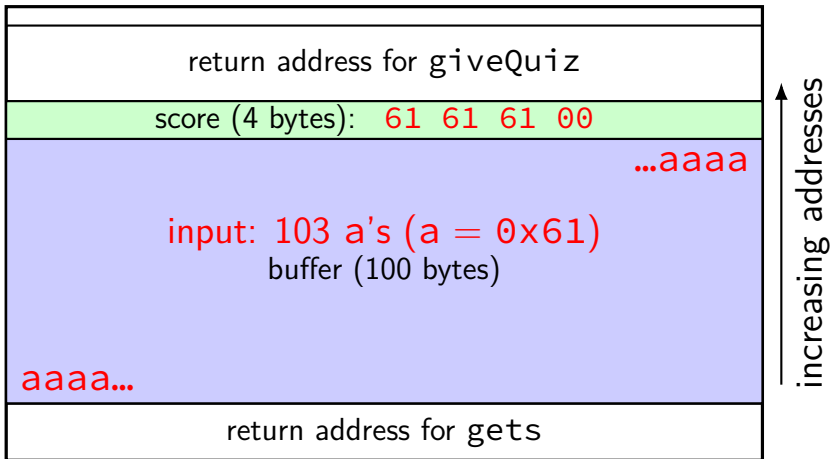 return address for giveQuiz
score (4 bytes): 61 61 61 00
…aaaa
input: 103 a's (a = 0x61)
buffer (100 bytes)
aaaa…
return address for gets
increasing addresses